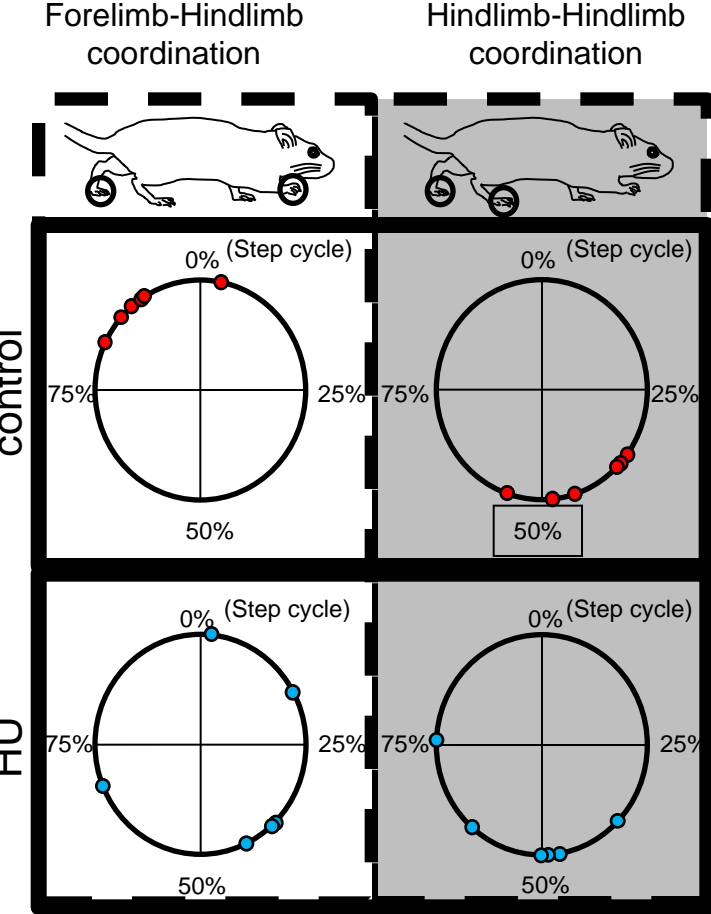 Forelimb-Hindlimb
coordination
Hindlimb-Hindlimb
coordination
control
0% (Step cycle)
75%
25%
50%
0% (Step cycle)
75%
25%
50%
HU
0% (Step cycle)
75%
25%
50%
0% (Step cycle)
75%
25%
50%